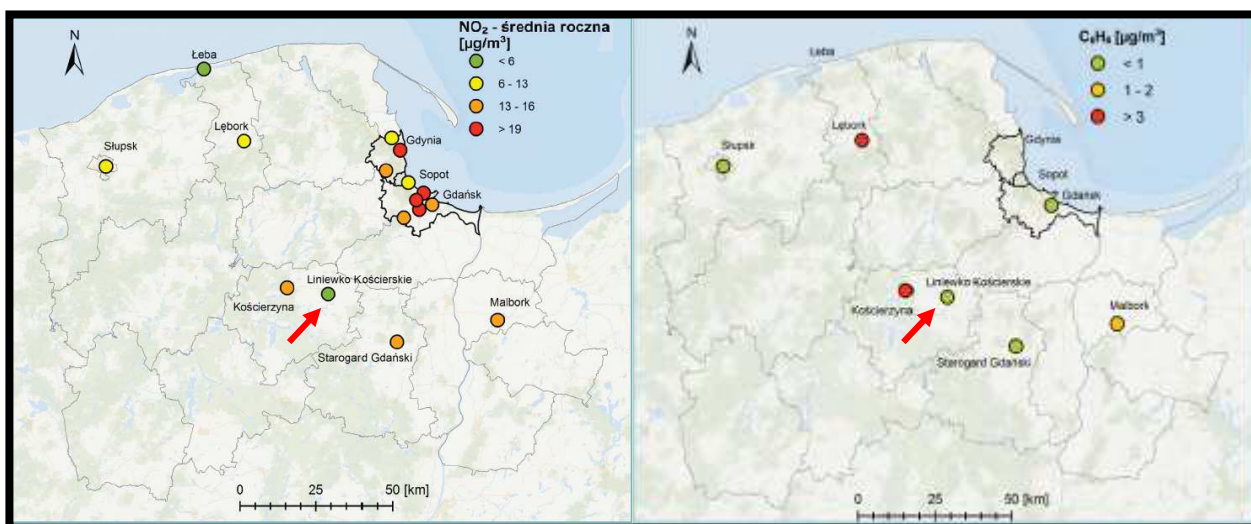 N
NO₂ - średnia roczna
[µg/m³]
< 6
6 - 13
13 - 16
> 19
Łeba
Słupsk
Lębork
Gdynia
Sopot
Gdańsk
Liniewko Kościerskie
Kościerzyna
Malbork
Starogard Gdański
0 25 50 [km]
N
C₆H₆ [µg/m³]
< 1
1 - 2
> 3
Łeba
Lębork
Słupsk
Gdynia
Sopot
Gdańsk
Liniewko Kościerskie
Kościerzyna
Malbork
Starogard Gdański
0 25 50 [km]